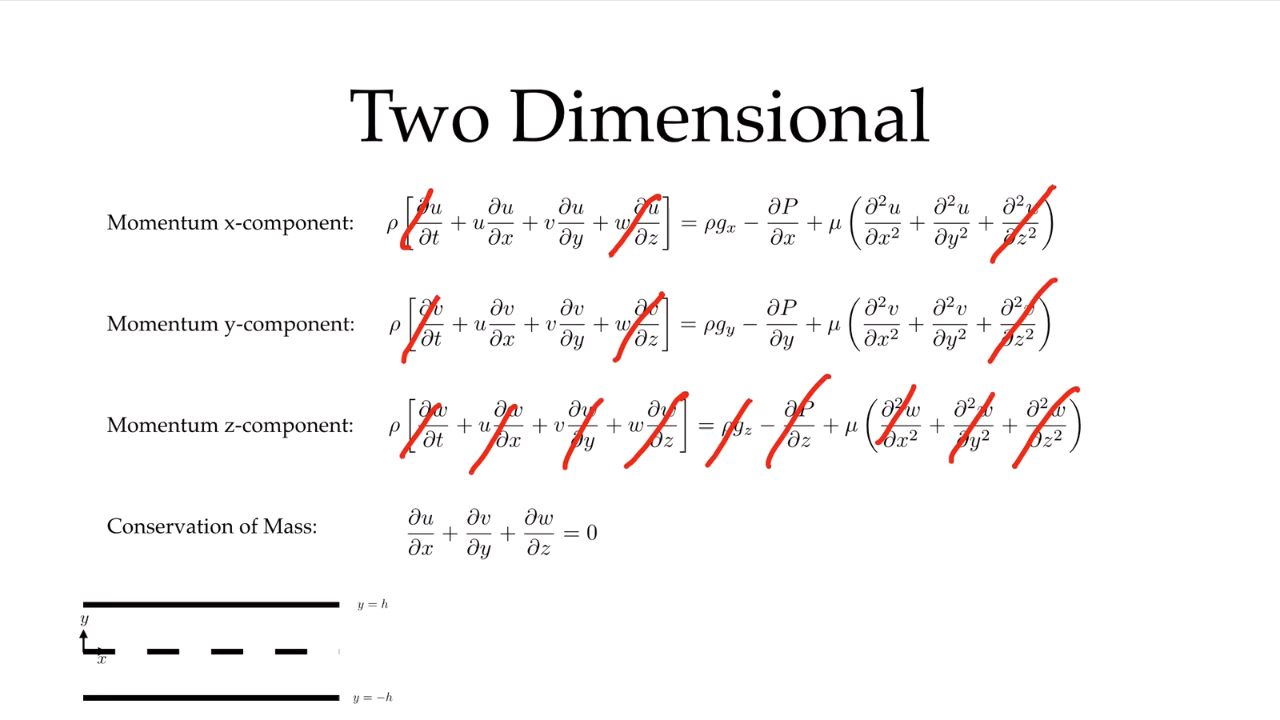 Two Dimensional
Momentum x-component: ρ[∂u/∂t + u ∂u/∂x + v ∂u/∂y + w ∂u/∂z] = ρg_x − ∂P/∂x + μ(∂²u/∂x² + ∂²u/∂y² + ∂²u/∂z²)
Momentum y-component: ρ[∂v/∂t + u ∂v/∂x + v ∂v/∂y + w ∂v/∂z] = ρg_y − ∂P/∂y + μ(∂²v/∂x² + ∂²v/∂y² + ∂²v/∂z²)
Momentum z-component: ρ[∂w/∂t + u ∂w/∂x + v ∂w/∂y + w ∂w/∂z] = ρg_z − ∂P/∂z + μ(∂²w/∂x² + ∂²w/∂y² + ∂²w/∂z²)
Conservation of Mass: ∂u/∂x + ∂v/∂y + ∂w/∂z = 0
y = h
y
x
y = −h